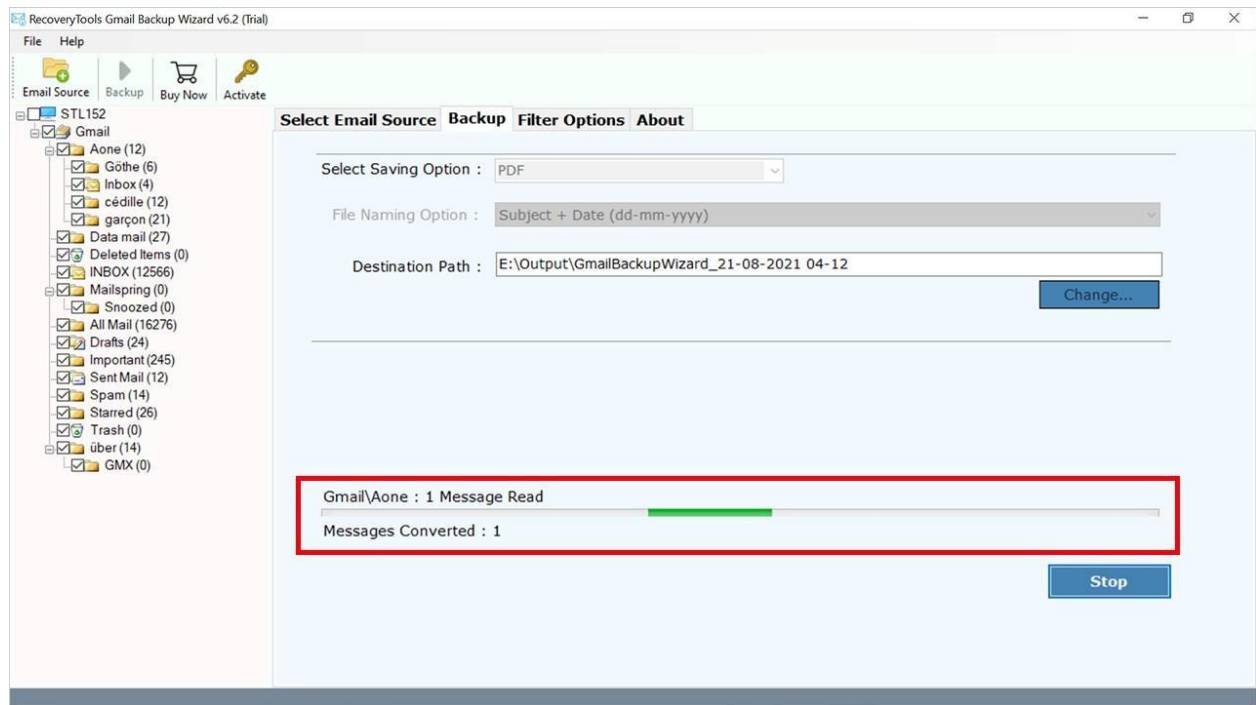 RecoveryTools Gmail Backup Wizard v6.2 (Trial)
File Help
Email Source Backup Buy Now Activate
STL152
Gmail
Aone (12)
Göthe (6)
Inbox (4)
cédille (12)
garçon (21)
Data mail (27)
Deleted Items (0)
INBOX (12566)
Mailspring (0)
Snoozed (0)
All Mail (16276)
Drafts (24)
Important (245)
Sent Mail (12)
Spam (14)
Starred (26)
Trash (0)
über (14)
GMX (0)
Select Email Source Backup Filter Options About
Select Saving Option : PDF
File Naming Option : Subject + Date (dd-mm-yyyy)
Destination Path : E:\Output\GmailBackupWizard_21-08-2021 04-12
Change...
Gmail\Aone : 1 Message Read
Messages Converted : 1
Stop